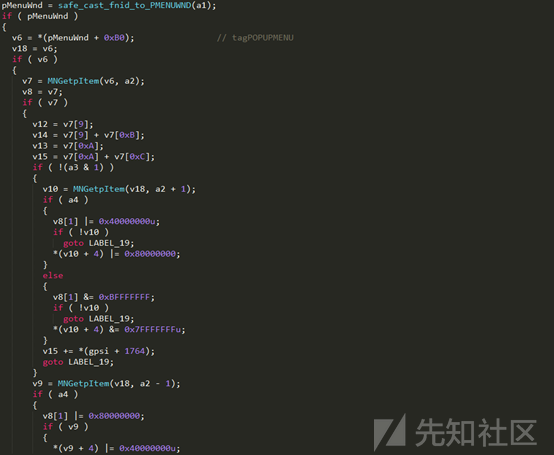 pMenuWnd = safe_cast_fnid_to_PMENUWND(a1);
if ( pMenuWnd )
{
v6 = *(pMenuWnd + 0xB0); // tagPOPUPMENU
v18 = v6;
if ( v6 )
{
v7 = MNGetpItem(v6, a2);
v8 = v7;
if ( v7 )
{
v12 = v7[9];
v14 = v7[9] + v7[0xB];
v13 = v7[0xA];
v15 = v7[0xA] + v7[0xC];
if ( !(a3 & 1) )
{
v10 = MNGetpItem(v18, a2 + 1);
if ( a4 )
{
v8[1] |= 0x40000000u;
if ( !v10 )
goto LABEL_19;
*(v10 + 4) |= 0x80000000;
}
else
{
v8[1] &= 0xBFFFFFFF;
if ( !v10 )
goto LABEL_19;
*(v10 + 4) &= 0x7FFFFFFFu;
}
v15 += *(gpsi + 1764);
goto LABEL_19;
}
v9 = MNGetpItem(v18, a2 - 1);
if ( a4 )
{
v8[1] |= 0x80000000;
if ( v9 )
{
*(v9 + 4) |= 0x40000000u;
先知社区